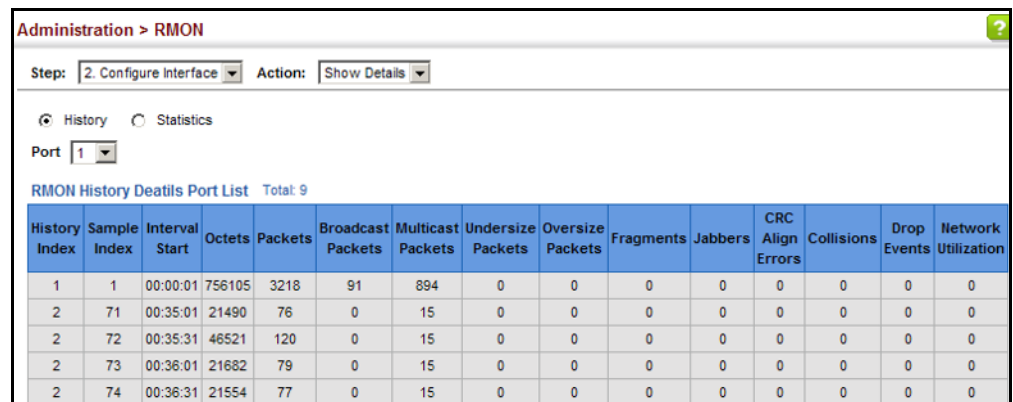 Administration > RMON
?
Step: 2. Configure Interface Action: Show Details
History Statistics
Port 1
RMON History Deatils Port List Total: 9
History Index Sample Index Interval Start Octets Packets Broadcast Packets Multicast Packets Undersize Packets Oversize Packets Fragments Jabbers CRC Align Errors Collisions Drop Events Network Utilization
1 1 00:00:01 756105 3218 91 894 0 0 0 0 0 0 0 0
2 71 00:35:01 21490 76 0 15 0 0 0 0 0 0 0 0
2 72 00:35:31 46521 120 0 15 0 0 0 0 0 0 0 0
2 73 00:36:01 21682 79 0 15 0 0 0 0 0 0 0 0
2 74 00:36:31 21554 77 0 15 0 0 0 0 0 0 0 0